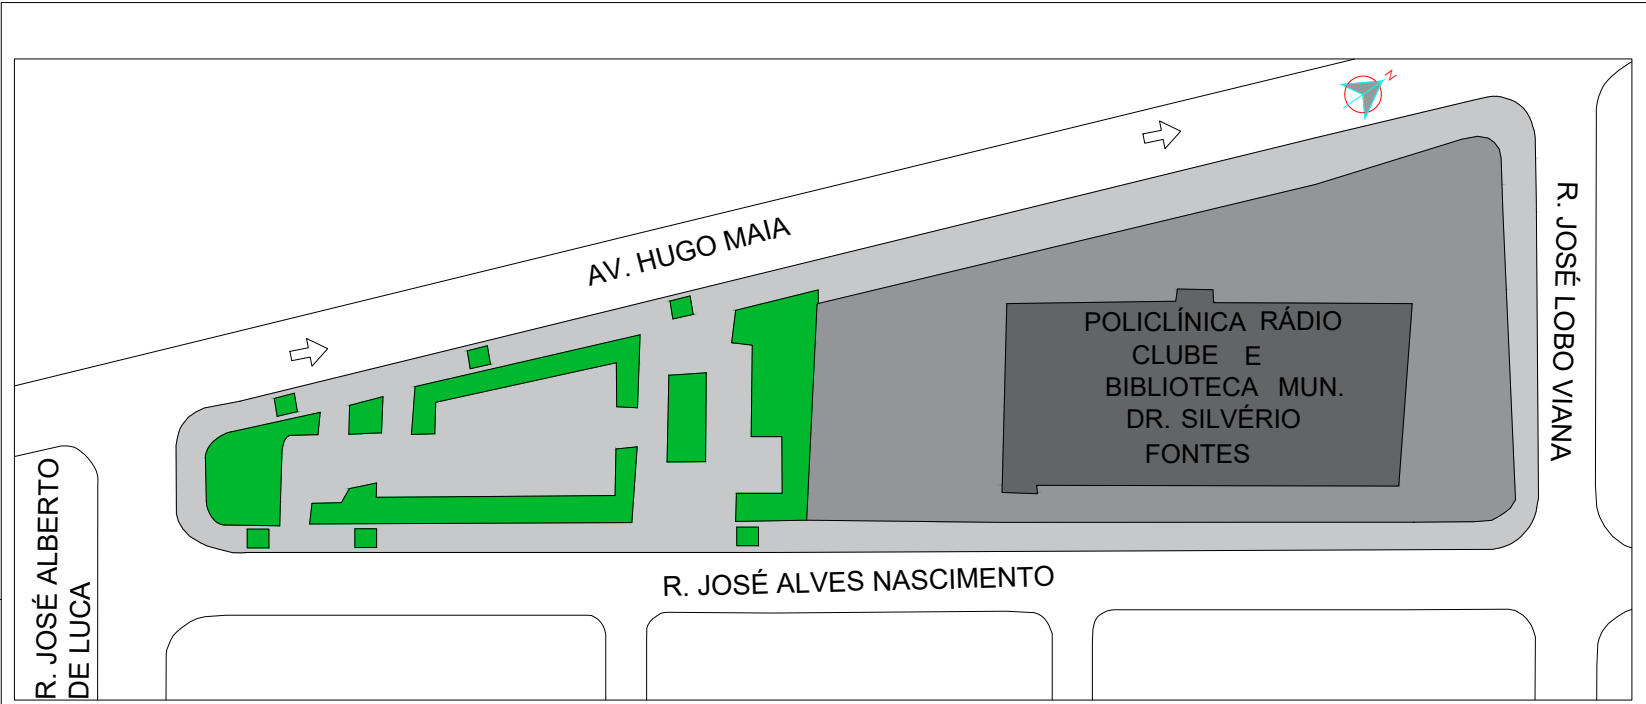 N
AV. HUGO MAIA
R. JOSÉ LOBO VIANA
POLICLÍNICA RÁDIO
CLUBE E
BIBLIOTECA MUN.
DR. SILVÉRIO
FONTES
R. JOSÉ ALBERTO
DE LUCA
R. JOSÉ ALVES NASCIMENTO